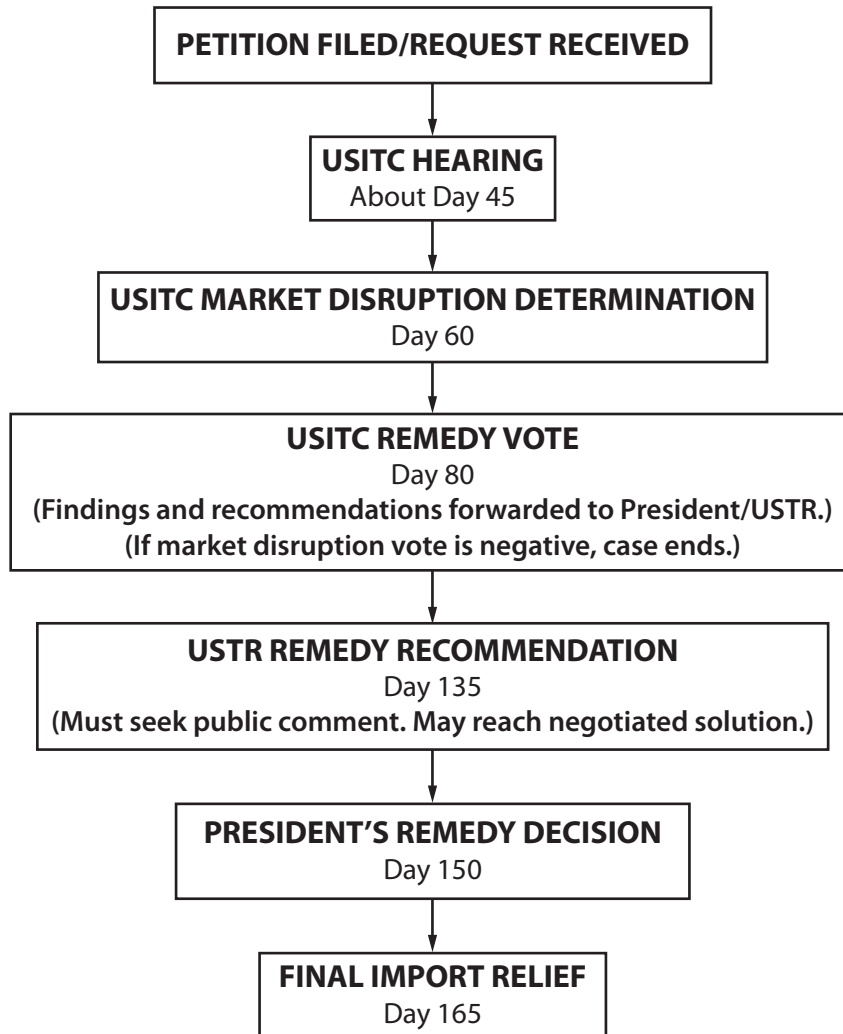 PETITION FILED/REQUEST RECEIVED
USITC HEARING
About Day 45
USITC MARKET DISRUPTION DETERMINATION
Day 60
USITC REMEDY VOTE
Day 80
(Findings and recommendations forwarded to President/USTR.)
(If market disruption vote is negative, case ends.)
USTR REMEDY RECOMMENDATION
Day 135
(Must seek public comment. May reach negotiated solution.)
PRESIDENT’S REMEDY DECISION
Day 150
FINAL IMPORT RELIEF
Day 165